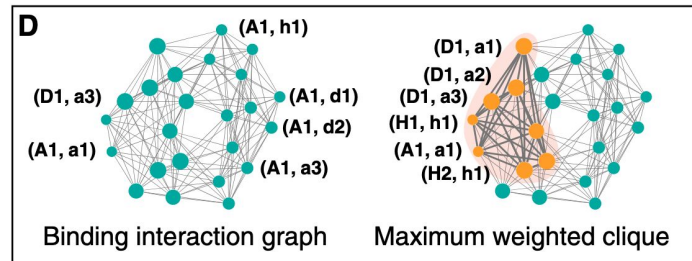 D
(A1, h1)
(D1, a3)
(A1, d1)
(A1, d2)
(A1, a1)
(A1, a3)
Binding interaction graph
(D1, a1)
(D1, a2)
(D1, a3)
(H1, h1)
(A1, a1)
(H2, h1)
Maximum weighted clique